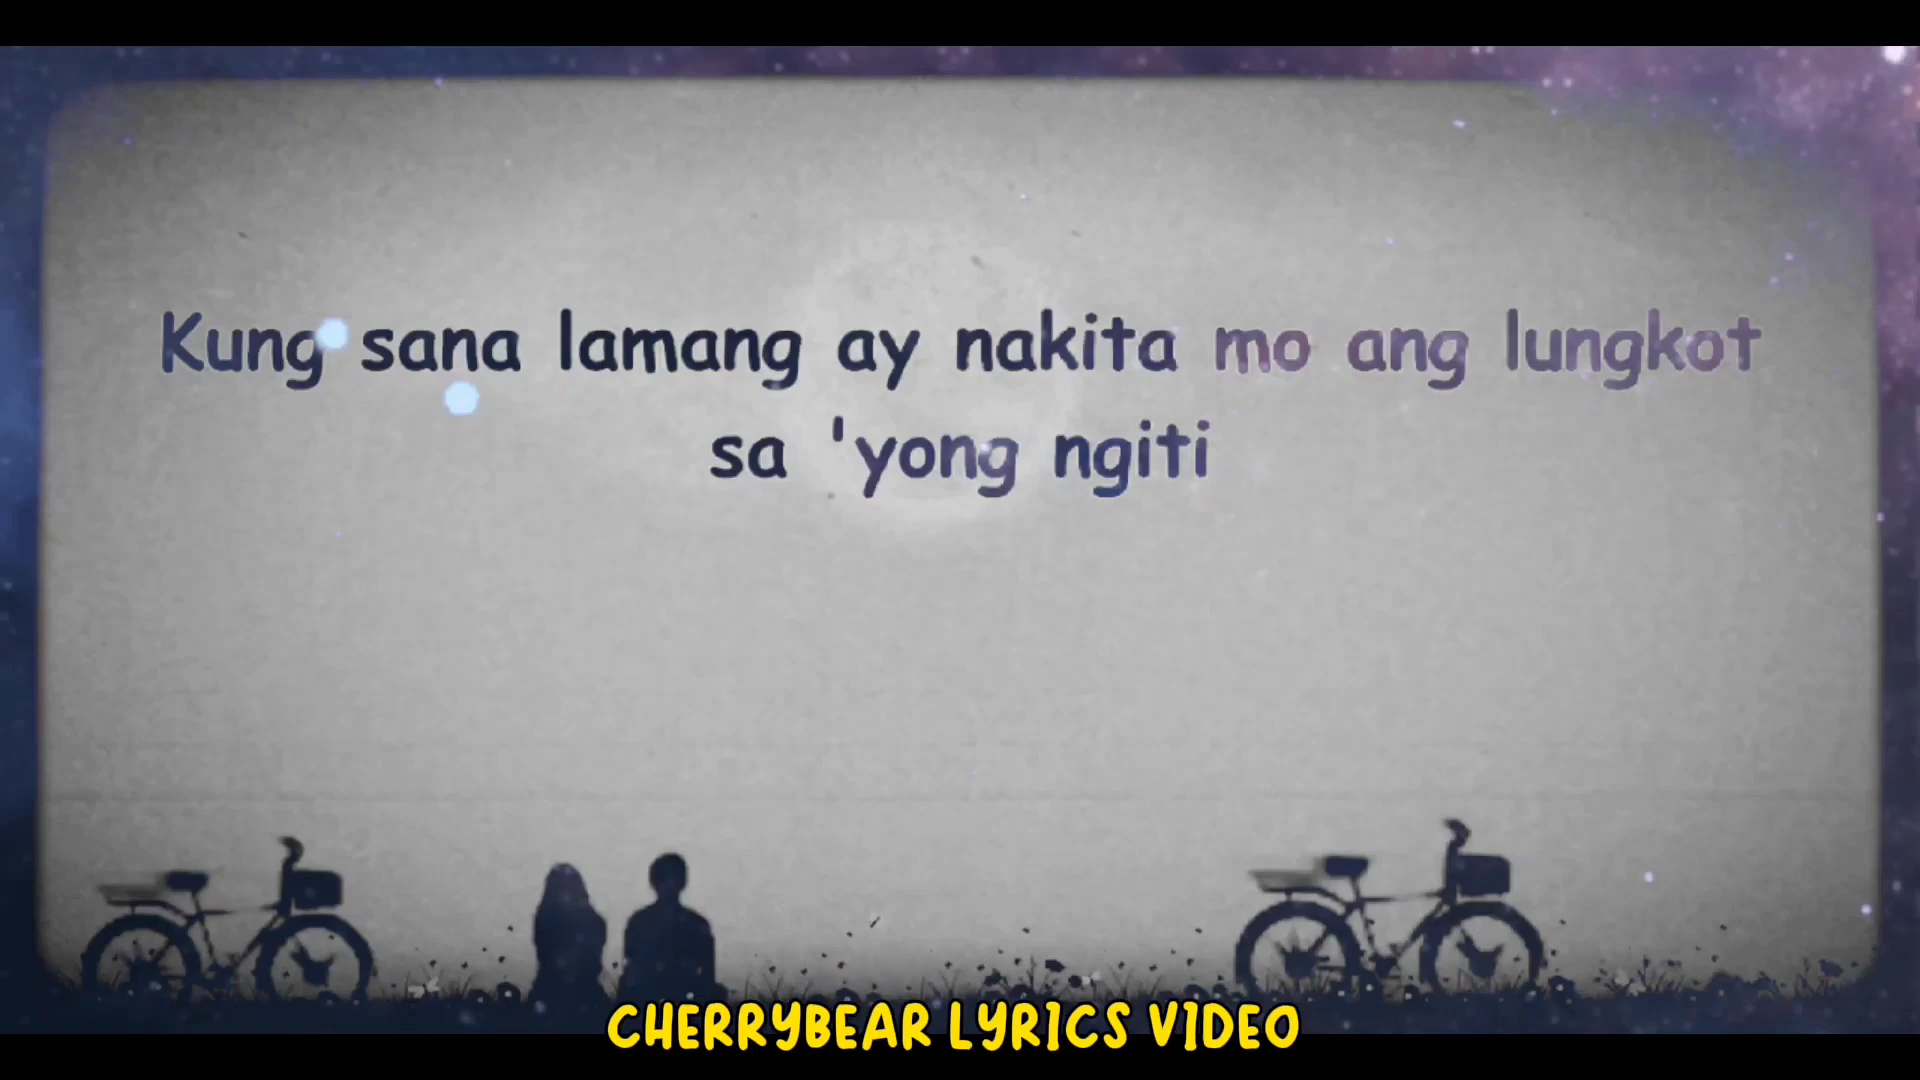 Kung sana lamang ay nakita mo ang lungkot
sa 'yong ngiti
CHERRYBEAR LYRICS VIDEO